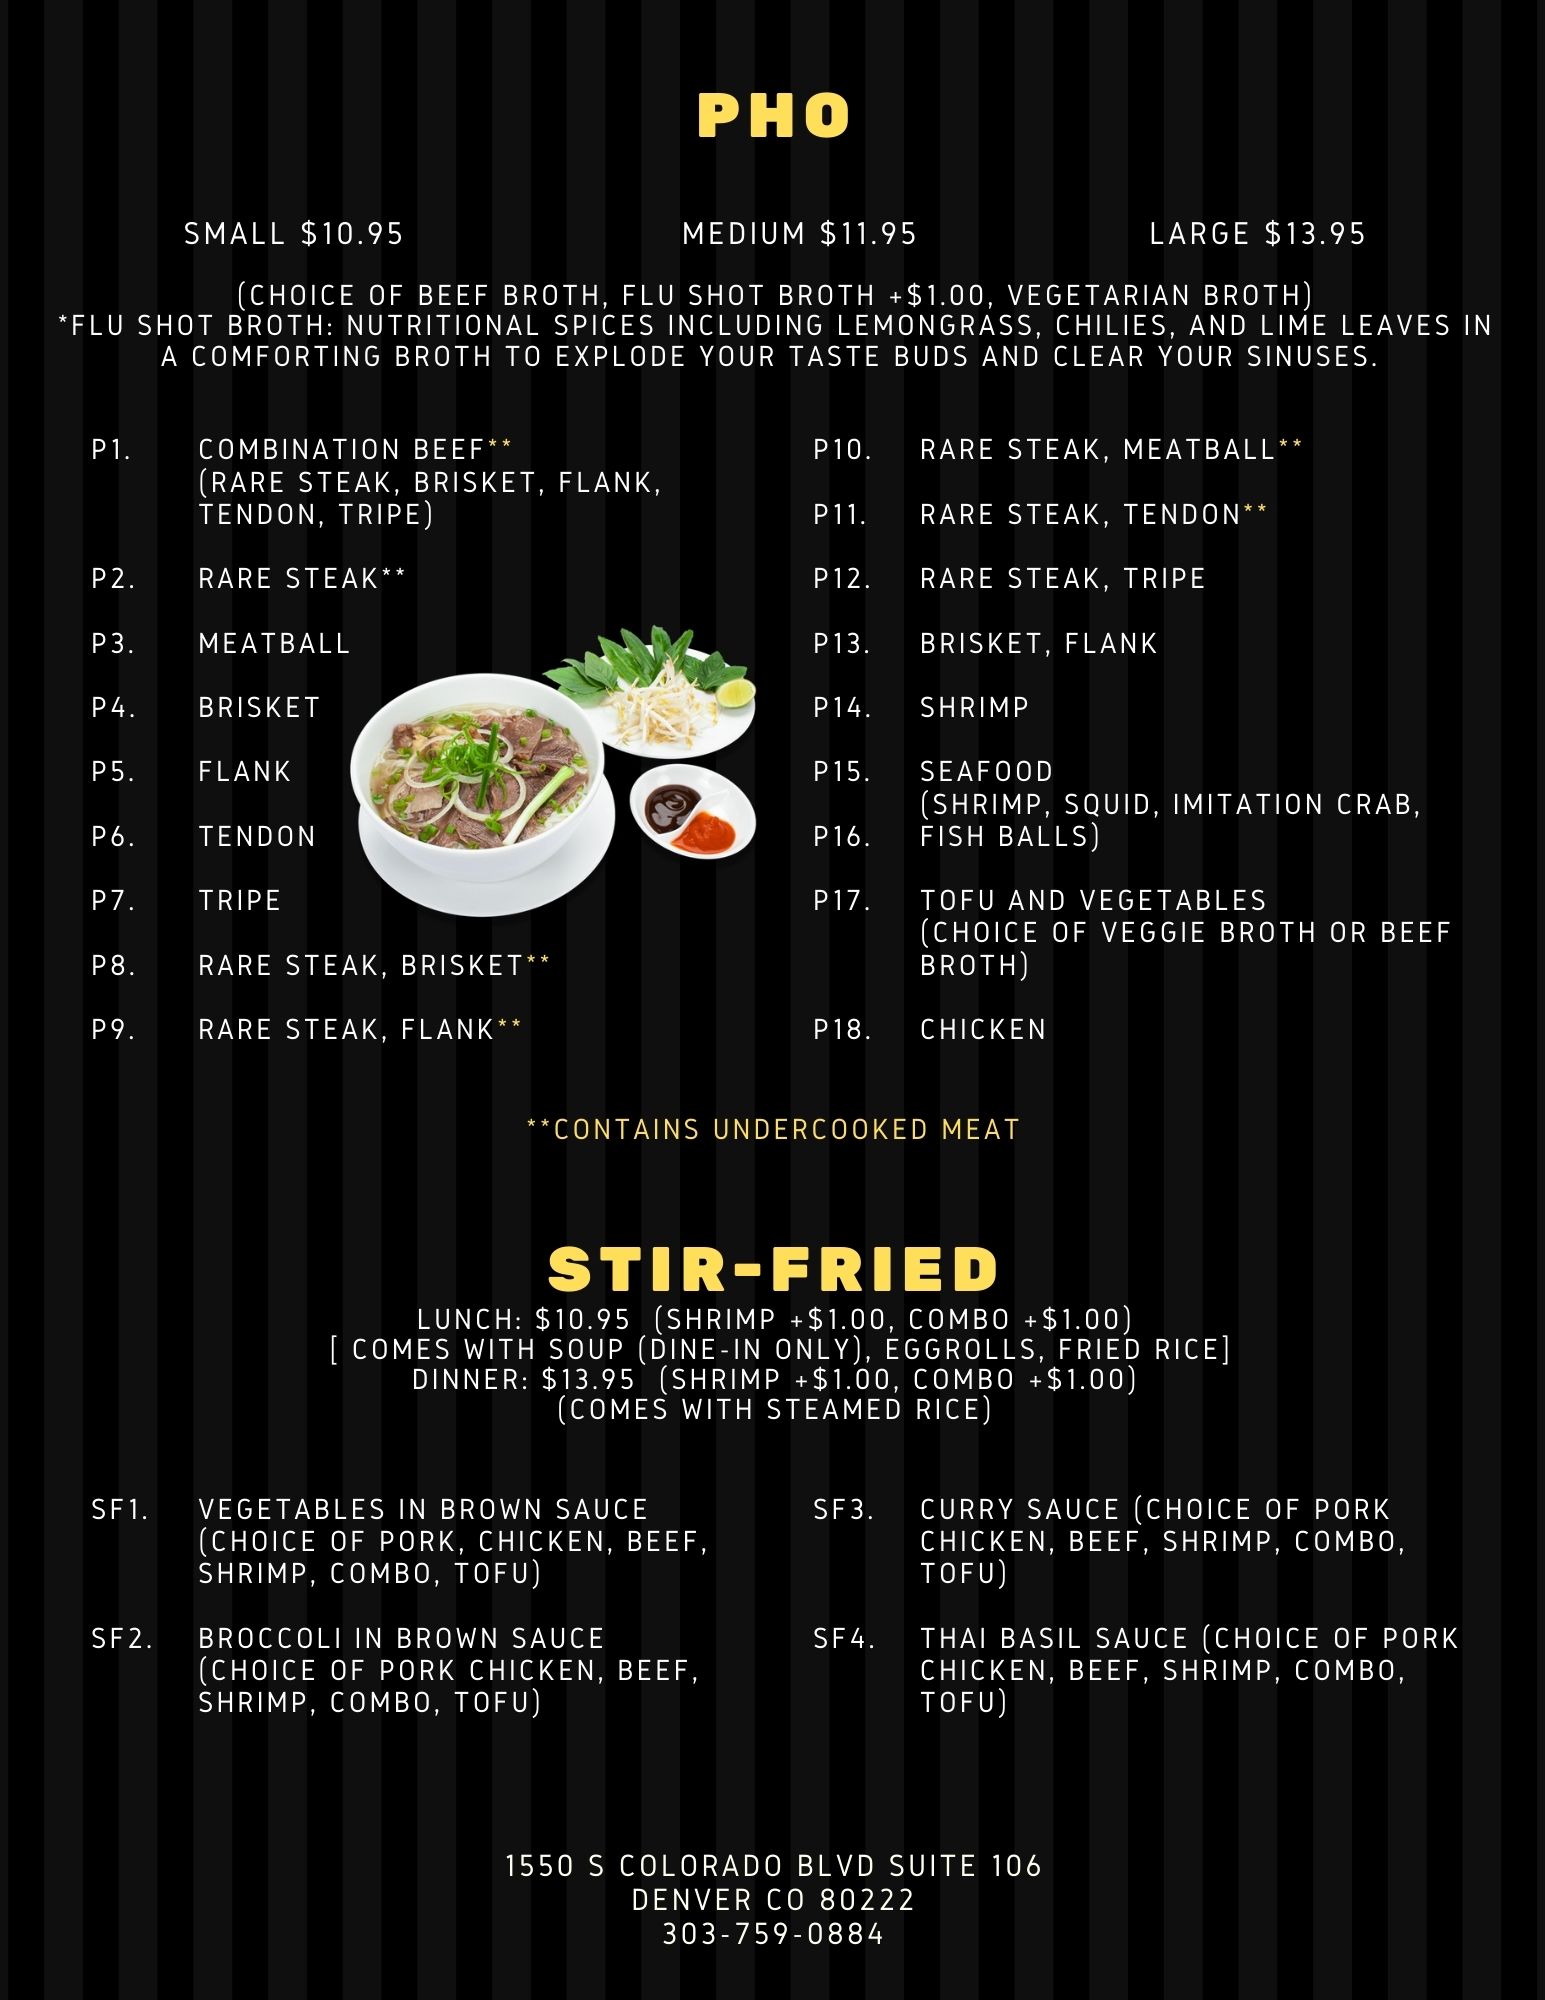 PHO
SMALL $10.95 MEDIUM $11.95 LARGE $13.95
(CHOICE OF BEEF BROTH, FLU SHOT BROTH +$1.00, VEGETARIAN BROTH)
*FLU SHOT BROTH: NUTRITIONAL SPICES INCLUDING LEMONGRASS, CHILIES, AND LIME LEAVES IN
A COMFORTING BROTH TO EXPLODE YOUR TASTE BUDS AND CLEAR YOUR SINUSES.
P1. COMBINATION BEEF**
(RARE STEAK, BRISKET, FLANK,
TENDON, TRIPE)
P2. RARE STEAK**
P3. MEATBALL
P4. BRISKET
P5. FLANK
P6. TENDON
P7. TRIPE
P8. RARE STEAK, BRISKET**
P9. RARE STEAK, FLANK**
P10. RARE STEAK, MEATBALL**
P11. RARE STEAK, TENDON**
P12. RARE STEAK, TRIPE
P13. BRISKET, FLANK
P14. SHRIMP
P15. SEAFOOD
(SHRIMP, SQUID, IMITATION CRAB,
P16. FISH BALLS)
P17. TOFU AND VEGETABLES
(CHOICE OF VEGGIE BROTH OR BEEF
BROTH)
P18. CHICKEN
**CONTAINS UNDERCOOKED MEAT
STIR-FRIED
LUNCH: $10.95 (SHRIMP +$1.00, COMBO +$1.00)
[ COMES WITH SOUP (DINE-IN ONLY), EGGROLLS, FRIED RICE]
DINNER: $13.95 (SHRIMP +$1.00, COMBO +$1.00)
(COMES WITH STEAMED RICE)
SF1. VEGETABLES IN BROWN SAUCE
(CHOICE OF PORK, CHICKEN, BEEF,
SHRIMP, COMBO, TOFU)
SF2. BROCCOLI IN BROWN SAUCE
(CHOICE OF PORK CHICKEN, BEEF,
SHRIMP, COMBO, TOFU)
SF3. CURRY SAUCE (CHOICE OF PORK
CHICKEN, BEEF, SHRIMP, COMBO,
TOFU)
SF4. THAI BASIL SAUCE (CHOICE OF PORK
CHICKEN, BEEF, SHRIMP, COMBO,
TOFU)
1550 S COLORADO BLVD SUITE 106
DENVER CO 80222
303-759-0884